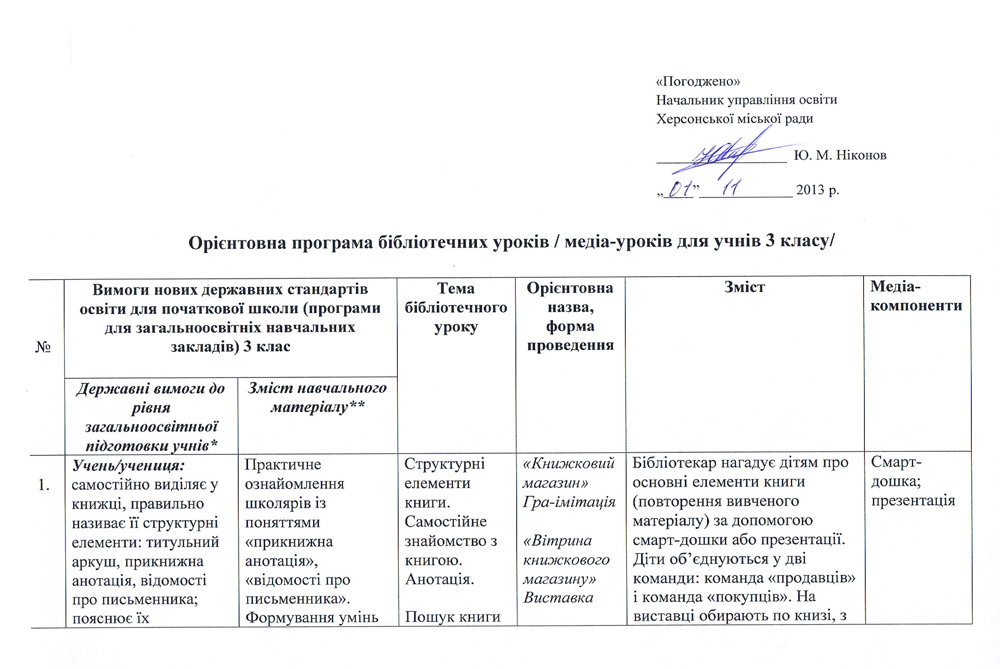 «Погоджено»
Начальник управління освіти
Херсонської міської ради
Ю. М. Ніконов
„01” 11 2013 р.
Орієнтовна програма бібліотечних уроків / медіа-уроків для учнів 3 класу/
№
Вимоги нових державних стандартів
освіти для початкової школи (програми
для загальноосвітніх навчальних
закладів) 3 клас
Державні вимоги до
рівня
загальноосвітньої
підготовки учнів*
Зміст навчального
матеріалу**
Тема
бібліотечного
уроку
Орієнтовна
назва,
форма
проведення
Зміст
Медіа-
компоненти
1.
Учень/учениця:
самостійно виділяє у
книжці, правильно
називає її структурні
елементи: титульний
аркуш, прикнижна
анотація, відомості
про письменника;
пояснює їх
Практичне
ознайомлення
школярів із
поняттями
«прикнижна
анотація»,
«відомості про
письменника».
Формування умінь
Структурні
елементи
книги.
Самостійне
знайомство з
книгою.
Анотація.
Пошук книги
«Книжковий
магазин»
Гра-імітація
«Вітрина
книжкового
магазину»
Виставка
Бібліотекар нагадує дітям про
основні елементи книги
(повторення вивченого
матеріалу) за допомогою
смарт-дошки або презентації.
Діти об’єднуються у дві
команди: команда «продавців»
і команда «покупців». На
виставці обирають по книзі, з
Смарт-
дошка;
презентація